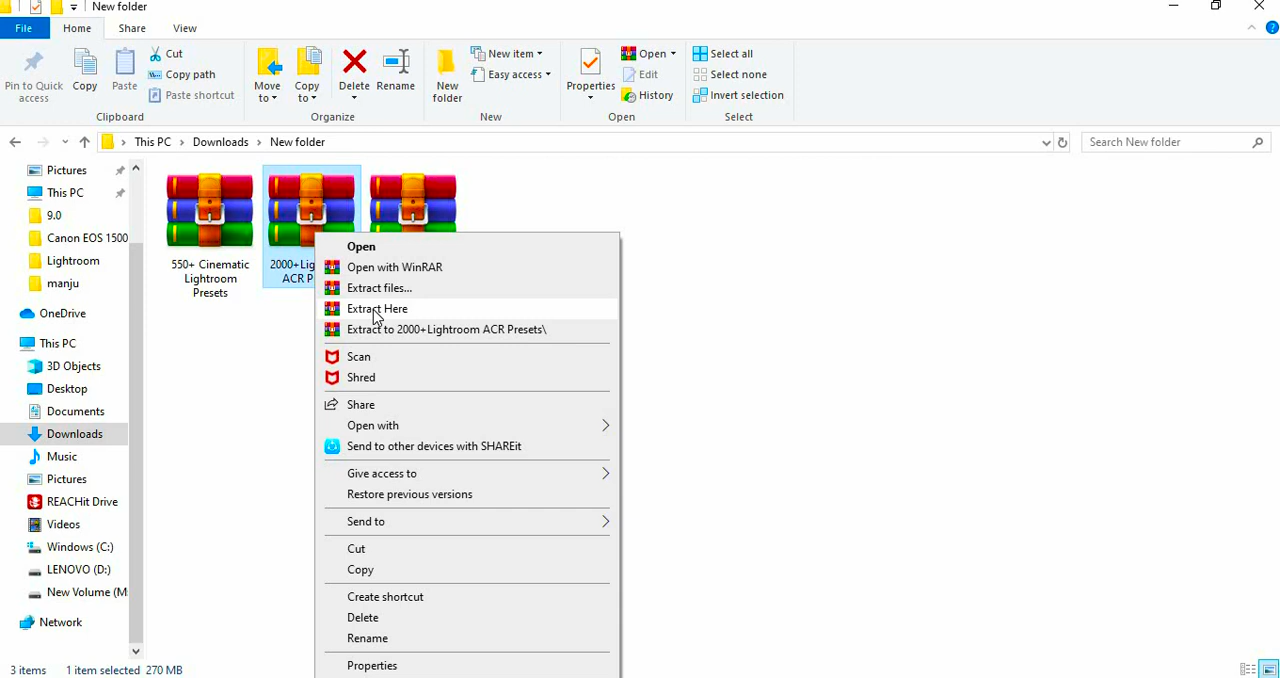 New folder
File Home Share View
Pin to Quick access
Copy
Paste
Cut
Copy path
Paste shortcut
Clipboard
Move to
Copy to
Delete
Rename
Organize
New folder
New item
Easy access
New
Properties
Open
Edit
History
Open
Select all
Select none
Invert selection
Select
This PC > Downloads > New folder
Search New folder
Pictures
This PC
9.0
Canon EOS 1500
Lightroom
manju
OneDrive
This PC
3D Objects
Desktop
Documents
Downloads
Music
Pictures
REACHit Drive
Videos
Windows (C:)
LENOVO (D:)
New Volume (M:
Network
550+ Cinematic
Lightroom
Presets
2000+Lig
ACR P
Open
Open with WinRAR
Extract files...
Extract Here
Extract to 2000+Lightroom ACR Presets\
Scan
Shred
Share
Open with
Send to other devices with SHAREit
Give access to
Restore previous versions
Send to
Cut
Copy
Create shortcut
Delete
Rename
Properties
3 items 1 item selected 270 MB